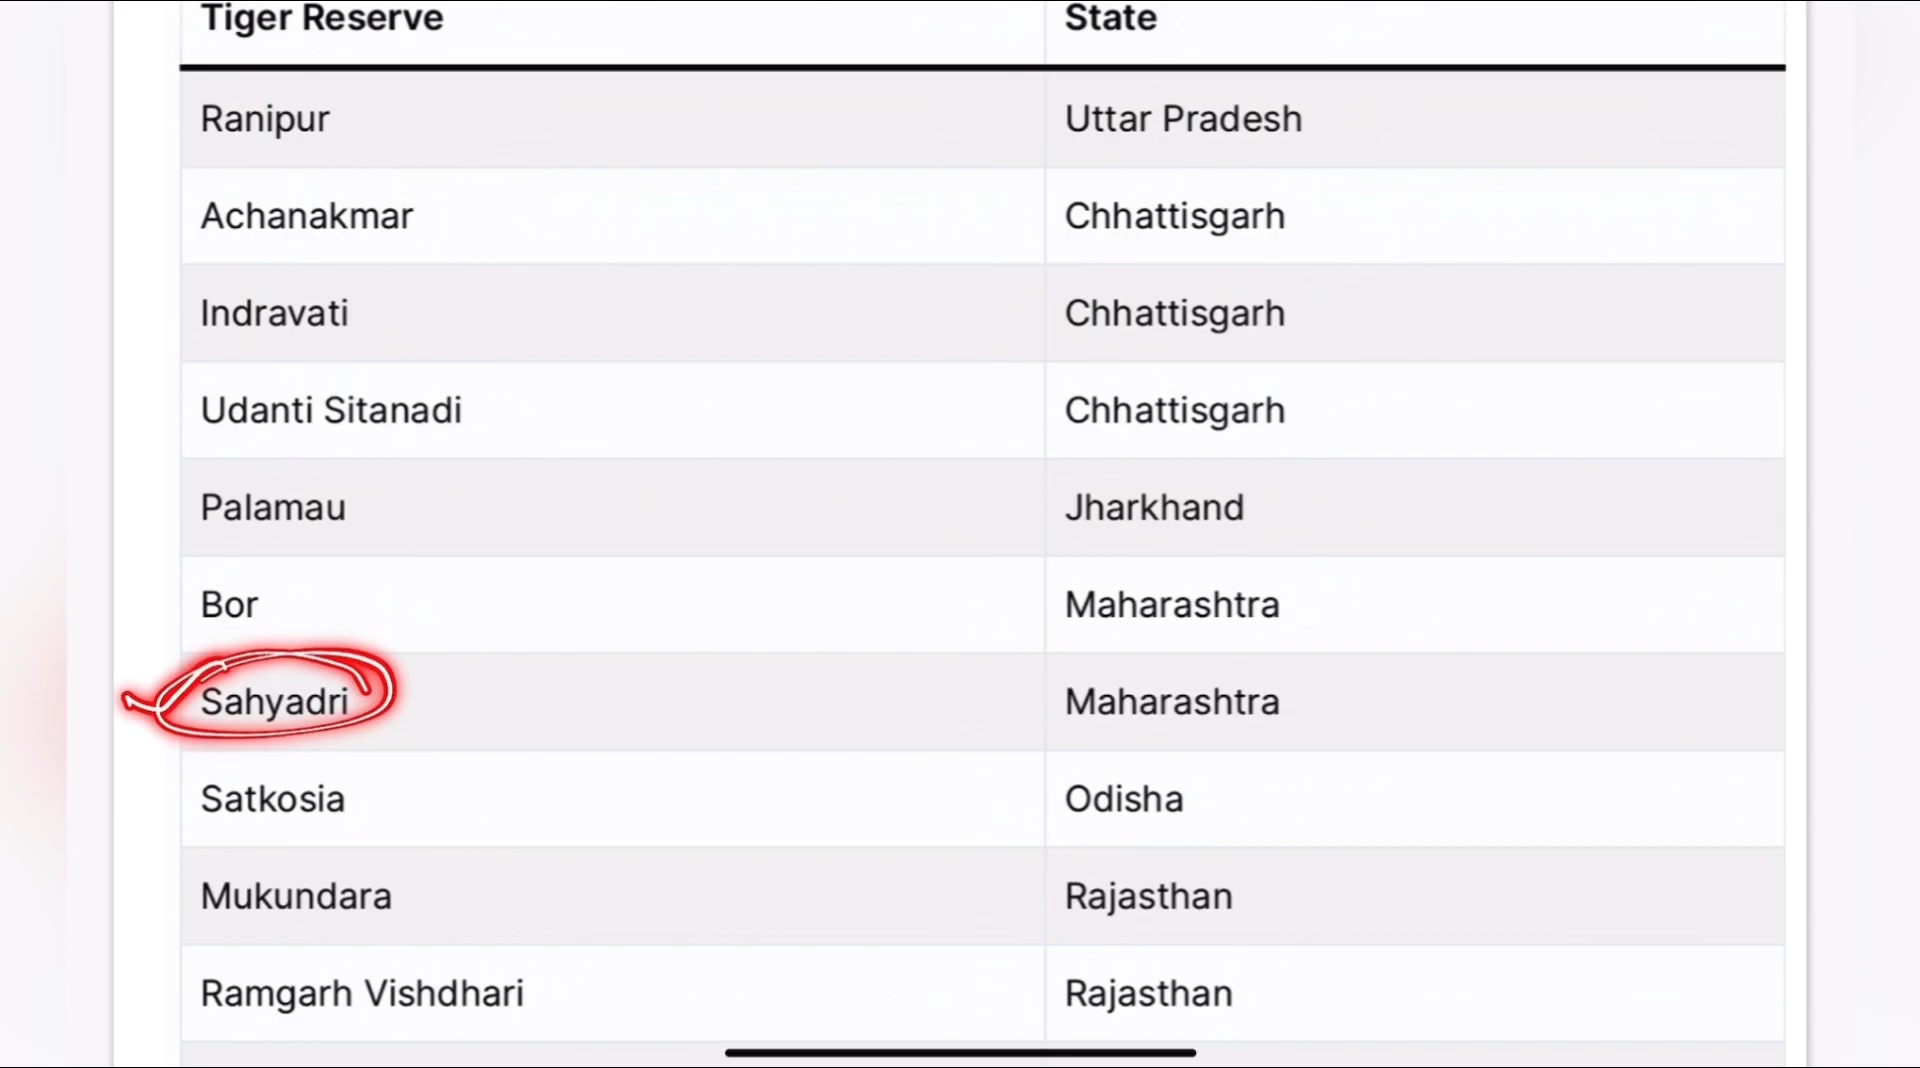 Tiger Reserve State
Ranipur Uttar Pradesh
Achanakmar Chhattisgarh
Indravati Chhattisgarh
Udanti Sitanadi Chhattisgarh
Palamau Jharkhand
Bor Maharashtra
Sahyadri Maharashtra
Satkosia Odisha
Mukundara Rajasthan
Ramgarh Vishdhari Rajasthan